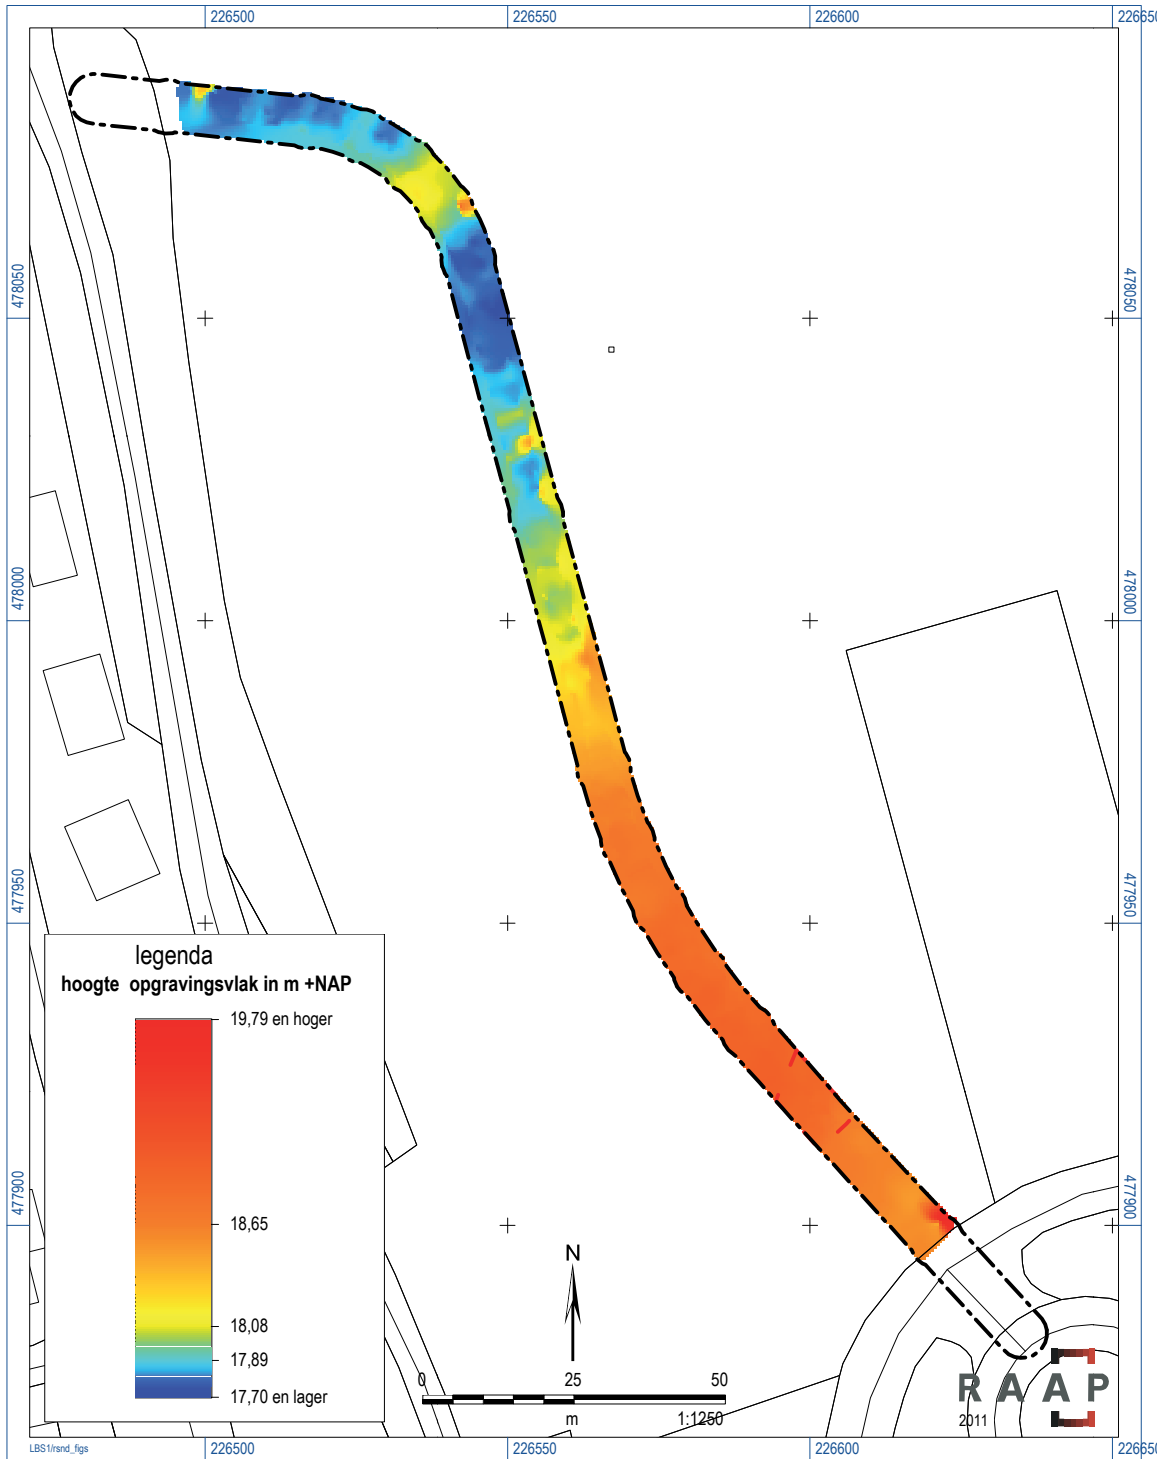 226500 226550 226600 226650
478050 478050
478000 478000
477950 477950
legenda
hoogte opgravingsvlak in m +NAP
19,79 en hoger
18,65
18,08
17,89
17,70 en lager
477900 477900
N
0 25 50
m 1:1250
RAAP
2011
LBS1/rsnd_figs
226500 226550 226600 226650